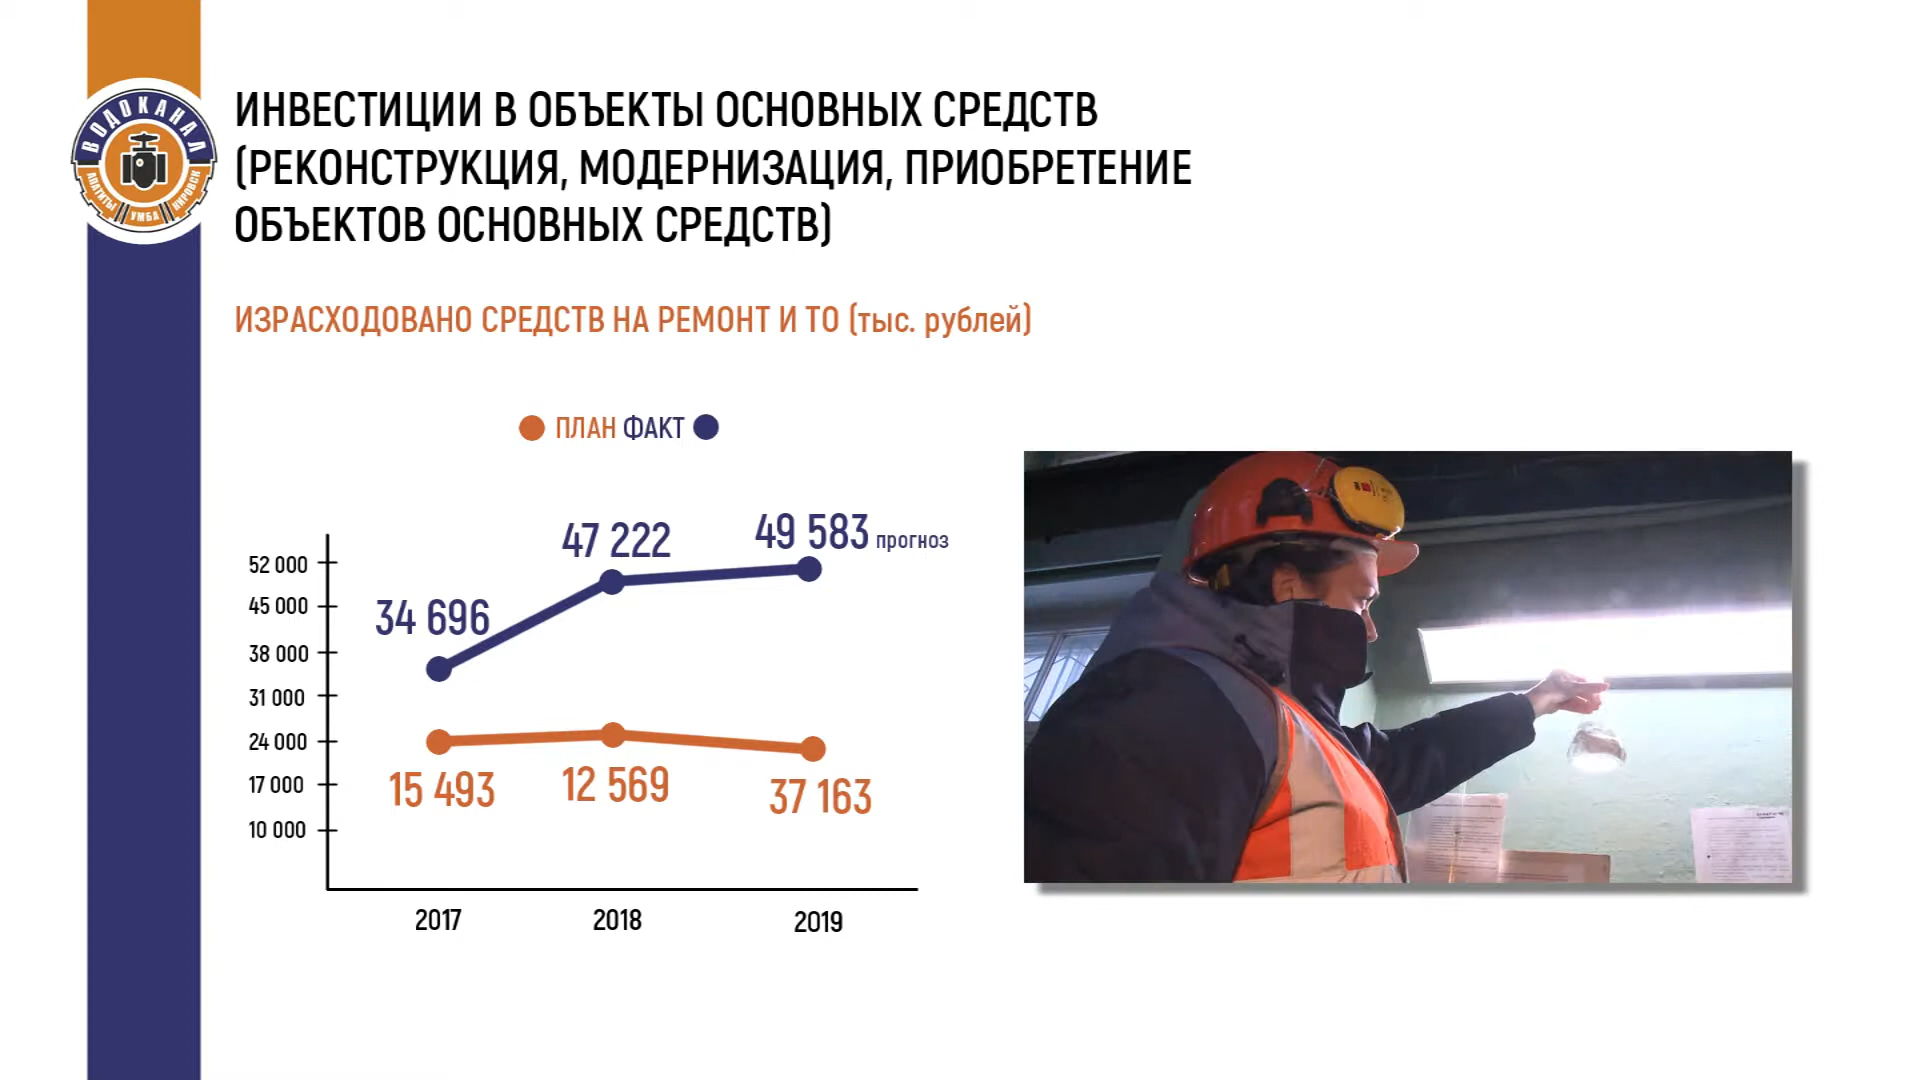 ВОДОКАНАЛ
АПАТИТЫ УМБА КИРОВСК
ИНВЕСТИЦИИ В ОБЪЕКТЫ ОСНОВНЫХ СРЕДСТВ
(РЕКОНСТРУКЦИЯ, МОДЕРНИЗАЦИЯ, ПРИОБРЕТЕНИЕ
ОБЪЕКТОВ ОСНОВНЫХ СРЕДСТВ)
ИЗРАСХОДОВАНО СРЕДСТВ НА РЕМОНТ И ТО (тыс. рублей)
ПЛАН ФАКТ
52 000
45 000
38 000
31 000
24 000
17 000
10 000
34 696
47 222
49 583 прогноз
15 493
12 569
37 163
2017
2018
2019